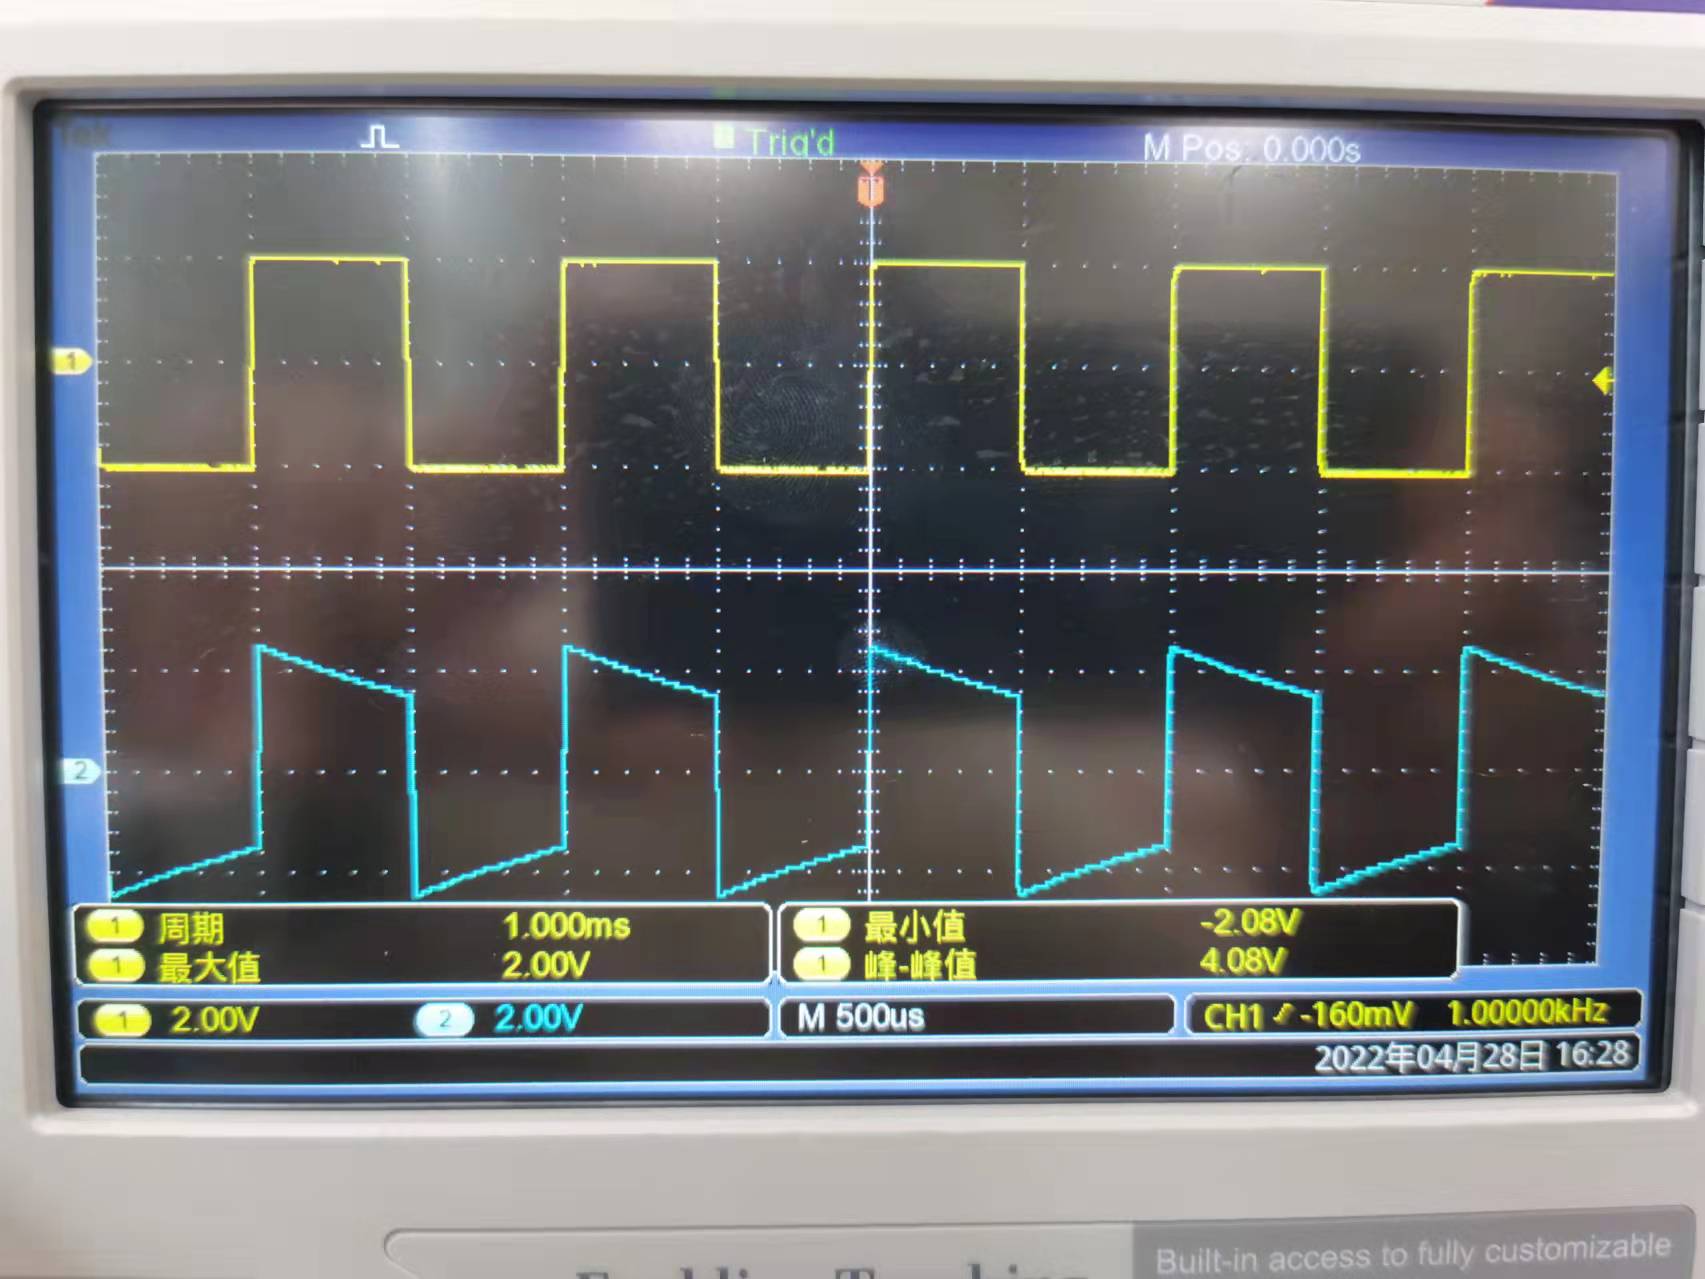 Tek
Trig'd
M Pos: 0.000s
T
1
2
1 周期 1.000ms
1 最大值 2.00V
1 最小值 -2.08V
1 峰-峰值 4.08V
1 2.00V 2 2.00V
M 500us
CH1 -160mV 1.00000kHz
2022年04月28日 16:28
Built-in access to fully customizable